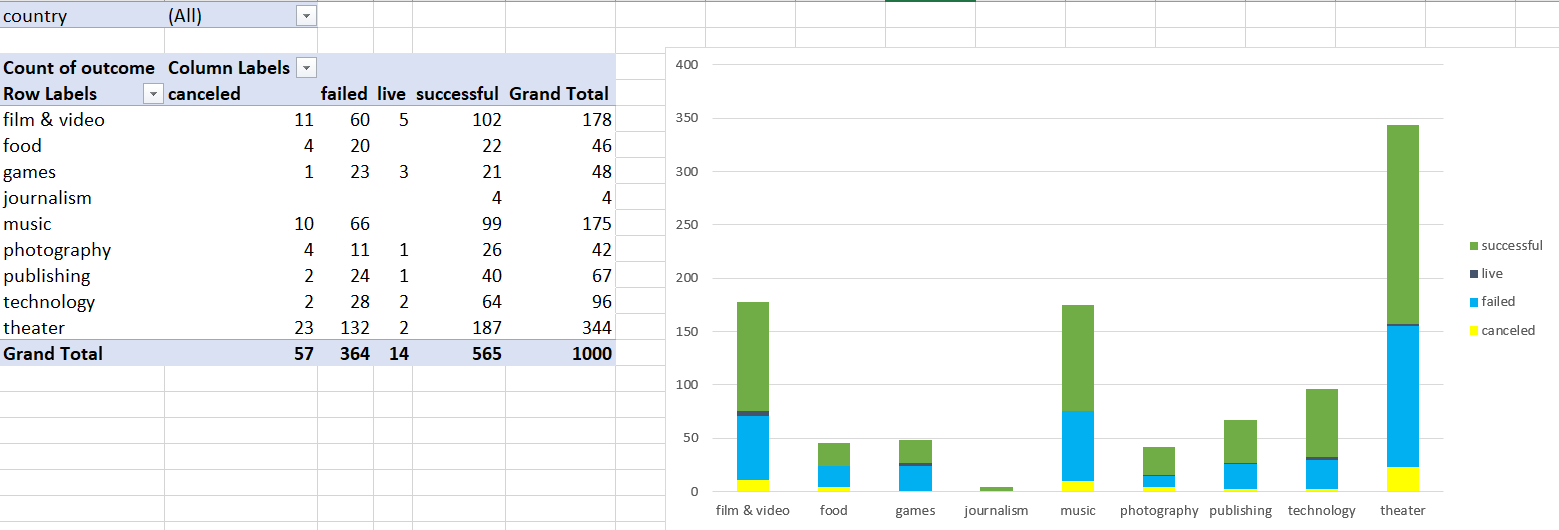 country (All)
Count of outcome Column Labels
Row Labels canceled failed live successful Grand Total
film & video 11 60 5 102 178
food 4 20 22 46
games 1 23 3 21 48
journalism 4 4
music 10 66 99 175
photography 4 11 1 26 42
publishing 2 24 1 40 67
technology 2 28 2 64 96
theater 23 132 2 187 344
Grand Total 57 364 14 565 1000
400
350
300
250
200
150
100
50
0
film & video food games journalism music photography publishing technology theater
successful
live
failed
canceled